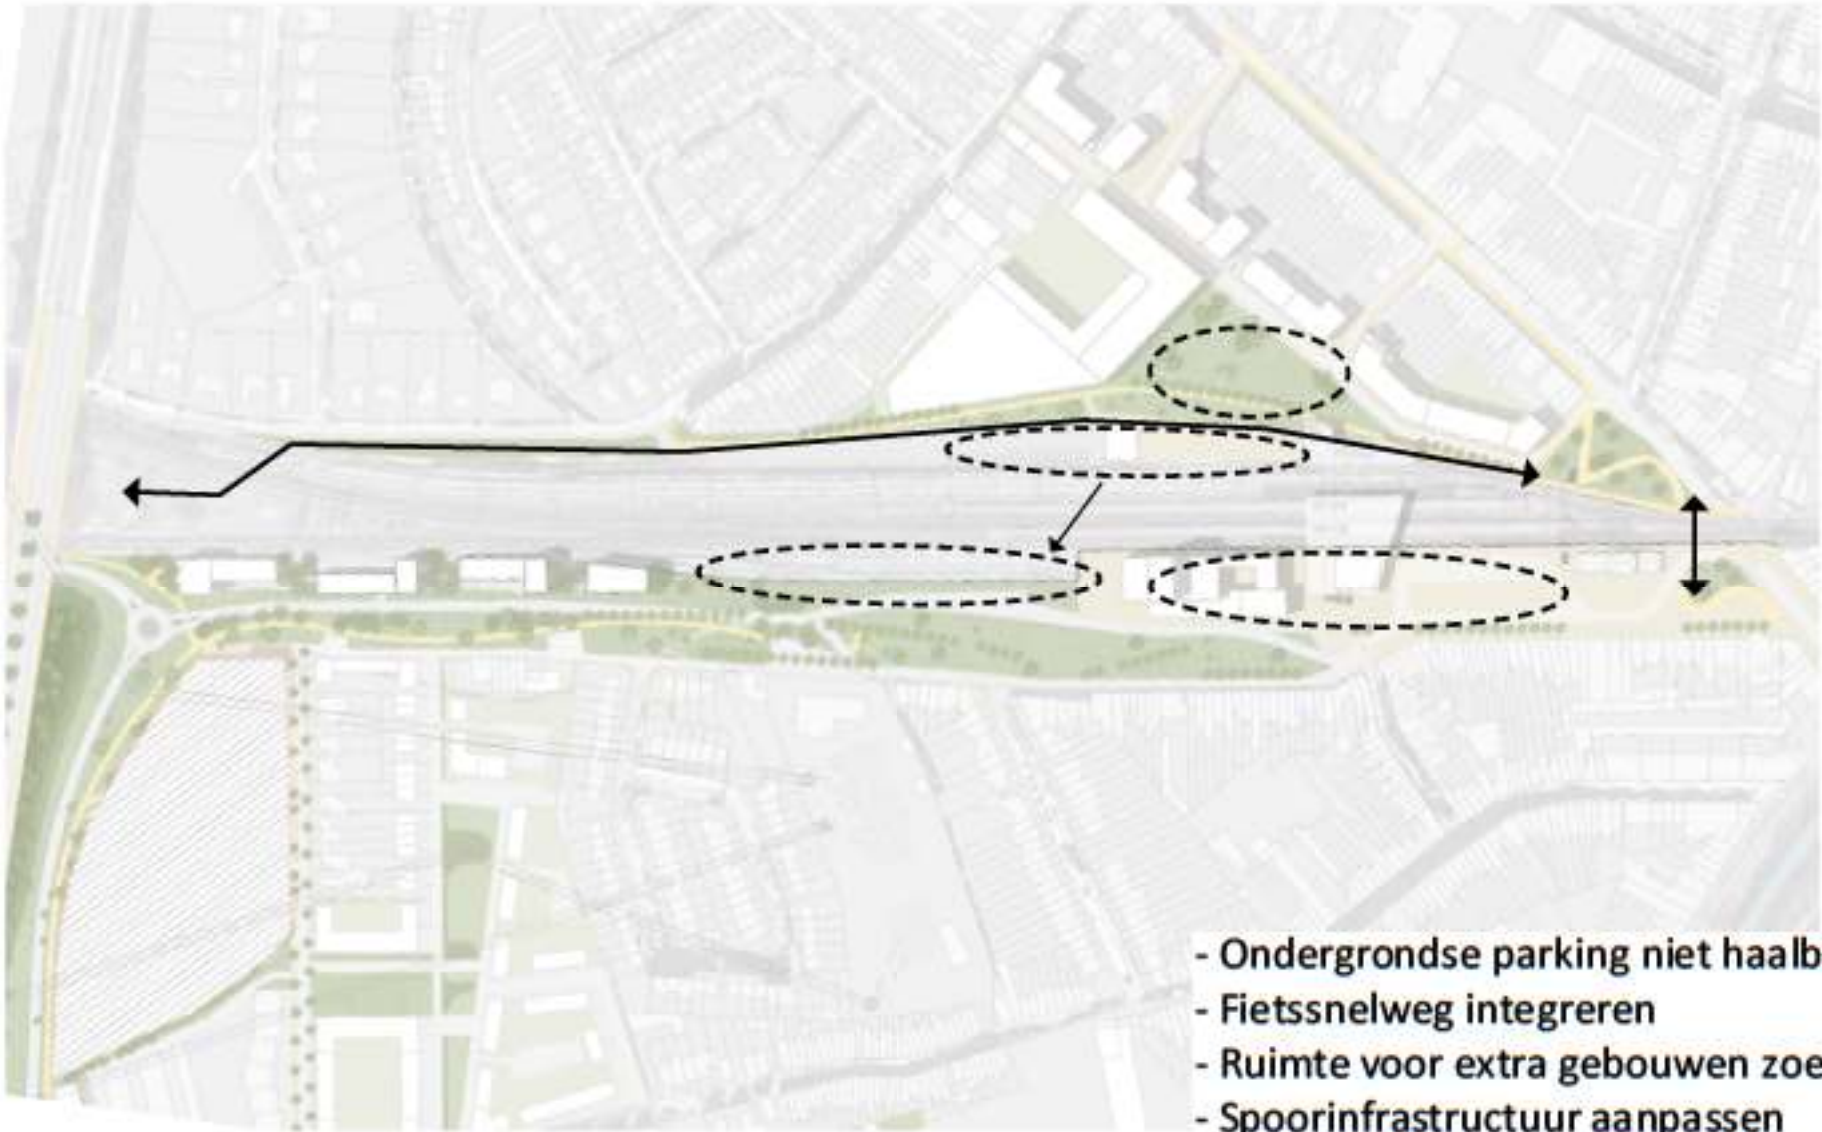 - Ondergrondse parking niet haalb
- Fietssnelweg integreren
- Ruimte voor extra gebouwen zoe
- Spoorinfrastructuur aanpassen